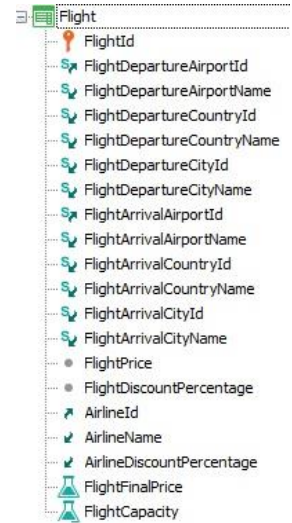 Flight
FlightId
FlightDepartureAirportId
FlightDepartureAirportName
FlightDepartureCountryId
FlightDepartureCountryName
FlightDepartureCityId
FlightDepartureCityName
FlightArrivalAirportId
FlightArrivalAirportName
FlightArrivalCountryId
FlightArrivalCountryName
FlightArrivalCityId
FlightArrivalCityName
FlightPrice
FlightDiscountPercentage
AirlineId
AirlineName
AirlineDiscountPercentage
FlightFinalPrice
FlightCapacity